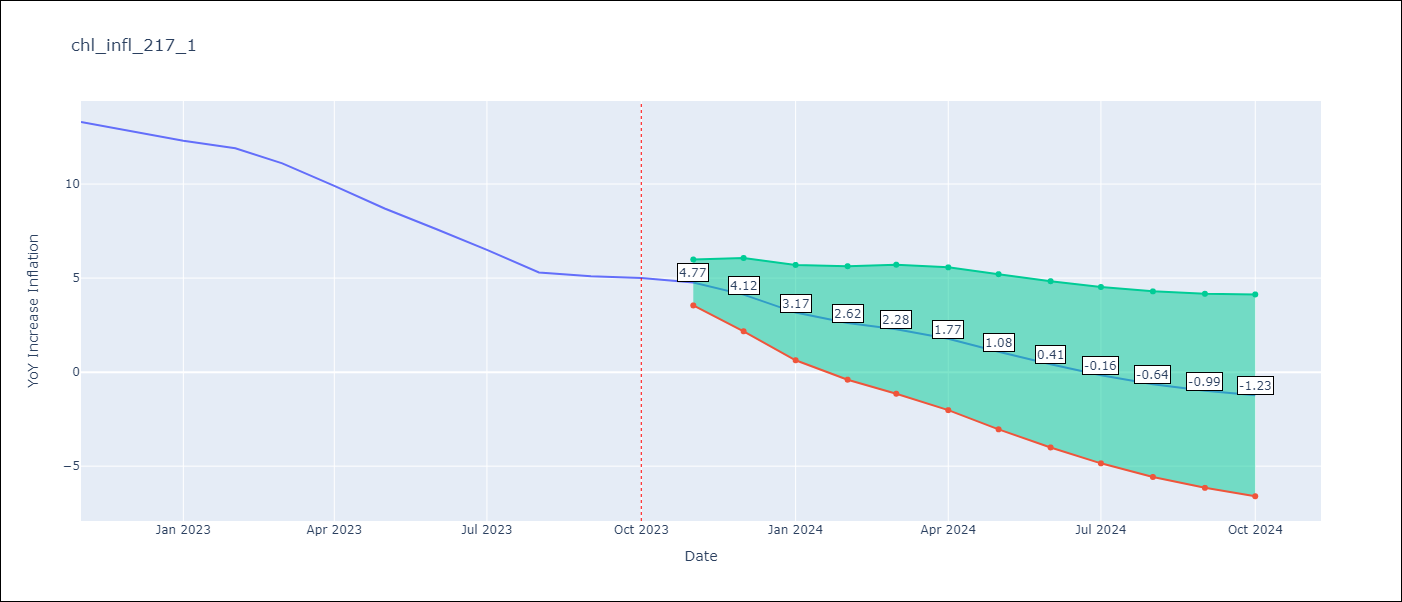 chl_infl_217_1
YoY Increase Inflation
10
5
0
−5
4.77
4.12
3.17
2.62
2.28
1.77
1.08
0.41
-0.16
-0.64
-0.99
-1.23
Jan 2023
Apr 2023
Jul 2023
Oct 2023
Jan 2024
Apr 2024
Jul 2024
Oct 2024
Date